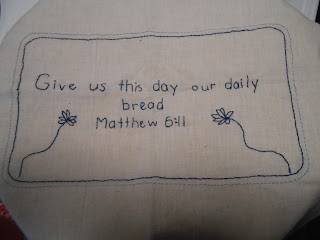 Give us this day our daily
bread
Matthew 6:11